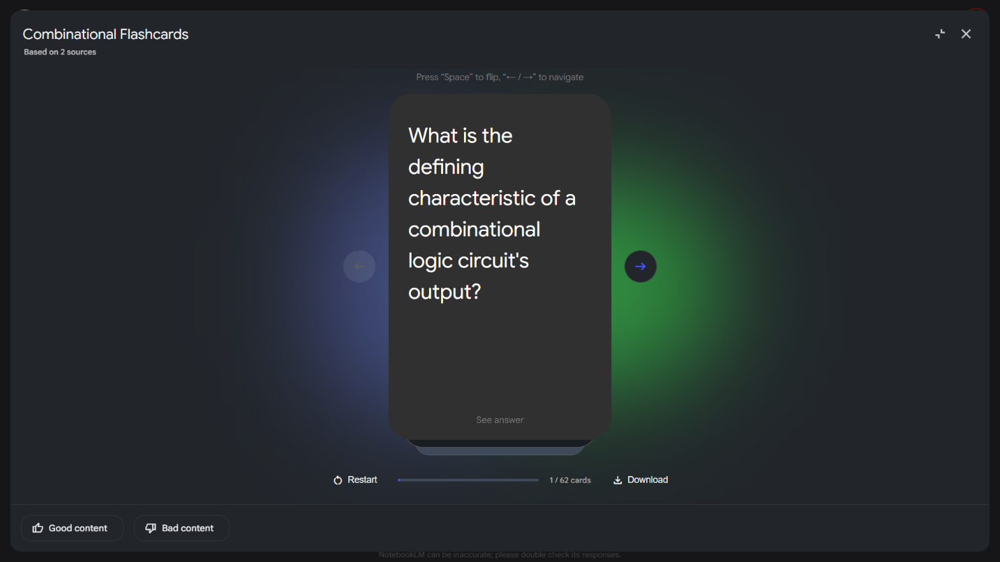 Combinational Flashcards
Based on 2 sources
Press “Space” to flip, “← / →” to navigate
What is the
defining
characteristic of a
combinational
logic circuit's
output?
See answer
Restart
1 / 62 cards
Download
Good content
Bad content
NotebookLM can be inaccurate; please double check its responses.